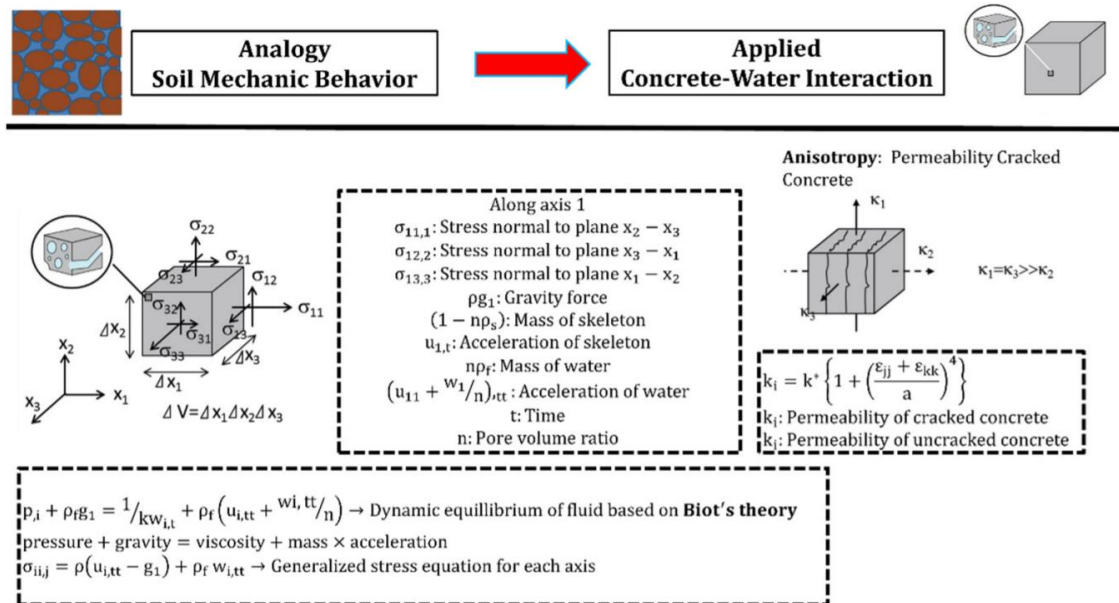 Analogy
Soil Mechanic Behavior
Applied
Concrete-Water Interaction
Anisotropy: Permeability Cracked
Concrete
σ22
σ21
σ23
σ12
σ32
σ11
σ31
σ13
σ33
Δx2
Δx3
Δx1
x2
x1
x3
Δ V=Δx1Δx2Δx3
Along axis 1
σ11,1: Stress normal to plane x2 − x3
σ12,2: Stress normal to plane x3 − x1
σ13,3: Stress normal to plane x1 − x2
ρg1: Gravity force
(1 − nρs): Mass of skeleton
u1,t: Acceleration of skeleton
nρf: Mass of water
(u11 + w1/n),tt : Acceleration of water
t: Time
n: Pore volume ratio
κ1
κ2
κ3
κ1=κ3>>κ2
ki = k* {1 + ((εjj + εkk)/a)^4}
ki: Permeability of cracked concrete
ki: Permeability of uncracked concrete
p,i + ρfg1 = 1/kwi,t + ρf(ui,tt + wi, tt/n) → Dynamic equillibrium of fluid based on Biot's theory
pressure + gravity = viscosity + mass × acceleration
σii,j = ρ(ui,tt − g1) + ρf wi,tt → Generalized stress equation for each axis